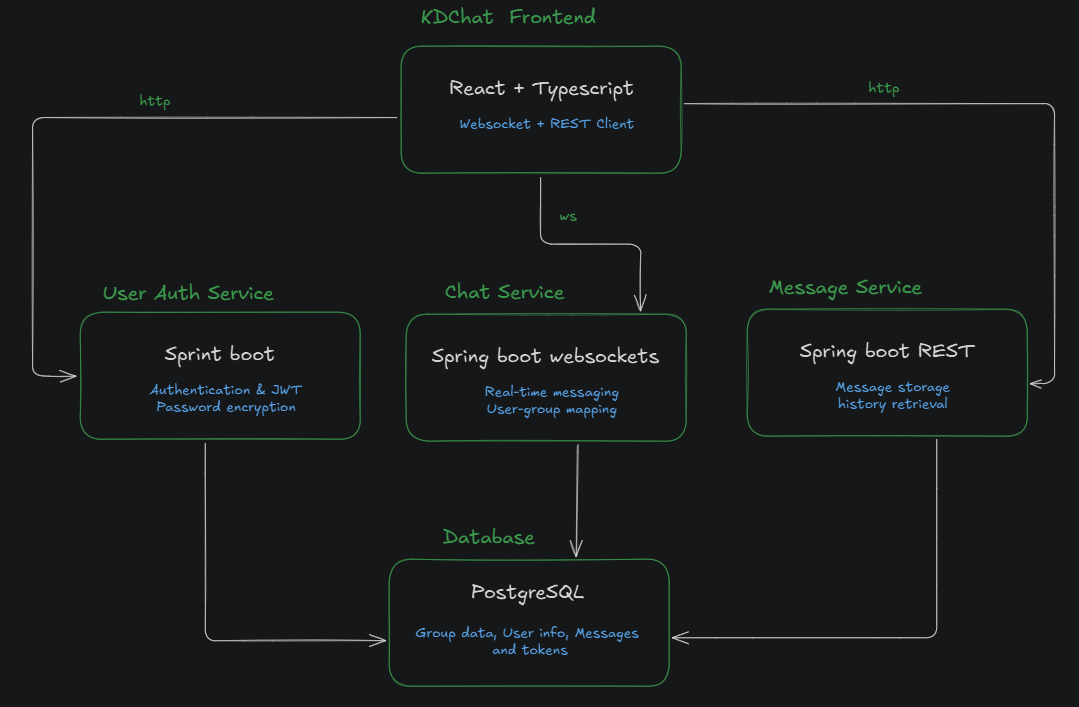 KDChat Frontend
React + Typescript
Websocket + REST Client
http
http
ws
User Auth Service
Sprint boot
Authentication & JWT
Password encryption
Chat Service
Spring boot websockets
Real-time messaging
User-group mapping
Message Service
Spring boot REST
Message storage
history retrieval
Database
PostgreSQL
Group data, User info, Messages
and tokens